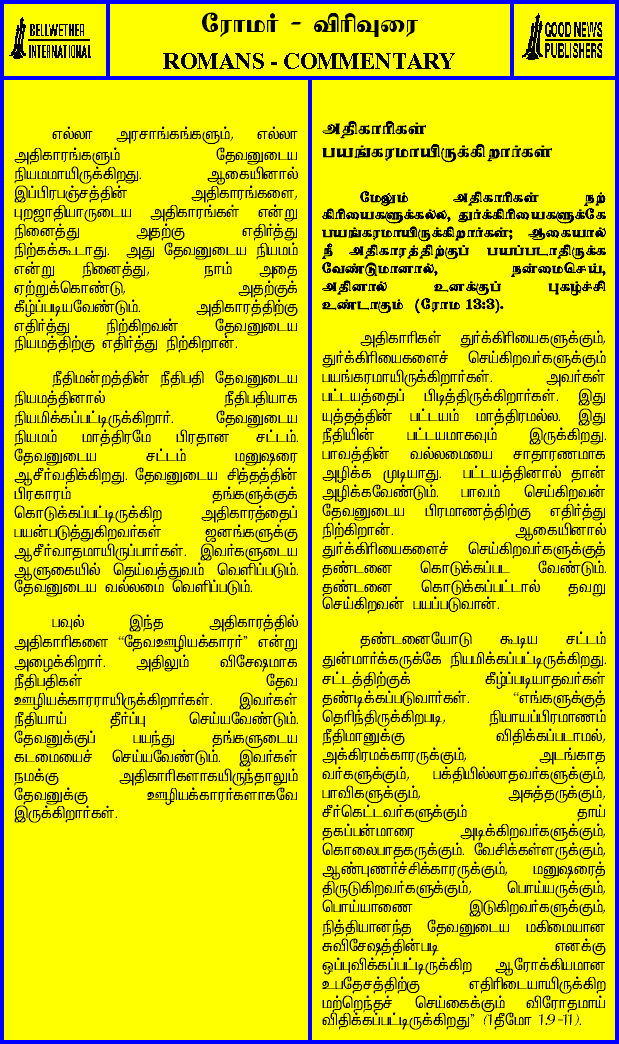 BELLWETHER
INTERNATIONAL
ரோமர் - விரிவுரை
ROMANS - COMMENTARY
GOOD NEWS
PUBLISHERS
எல்லா அரசாங்கங்களும், எல்லா
அதிகாரங்களும் தேவனுடைய
நியமமாயிருக்கிறது. ஆகையினால்
இப்பிரபஞ்சத்தின் அதிகாரங்களை,
புறஜாதியாருடைய அதிகாரங்கள் என்று
நினைத்து அதற்கு எதிர்த்து
நிற்கக்கூடாது. அது தேவனுடைய நியமம்
என்று நினைத்து, நாம் அதை
ஏற்றுக்கொண்டு, அதற்குக்
கீழ்ப்படியவேண்டும். அதிகாரத்திற்கு
எதிர்த்து நிற்கிறவன் தேவனுடைய
நியமத்திற்கு எதிர்த்து நிற்கிறான்.
நீதிமன்றத்தின் நீதிபதி தேவனுடைய
நியமத்தினால் நீதிபதியாக
நியமிக்கப்பட்டிருக்கிறார். தேவனுடைய
நியமம் மாத்திரமே பிரதான சட்டம்.
தேவனுடைய சட்டம் மனுஷரை
ஆசீர்வதிக்கிறது. தேவனுடைய சித்தத்தின்
பிரகாரம் தங்களுக்குக்
கொடுக்கப்பட்டிருக்கிற அதிகாரத்தைப்
பயன்படுத்துகிறவர்கள் ஜனங்களுக்கு
ஆசீர்வாதமாயிருப்பார்கள். இவர்களுடைய
ஆளுகையில் தெய்வத்துவம் வெளிப்படும்.
தேவனுடைய வல்லமை வெளிப்படும்.
பவுல் இந்த அதிகாரத்தில்
அதிகாரிகளை “தேவஊழியக்காரர்” என்று
அழைக்கிறார். அதிலும் விசேஷமாக
நீதிபதிகள் தேவ
ஊழியக்காரராயிருக்கிறார்கள். இவர்கள்
நீதியாய் தீர்ப்பு செய்யவேண்டும்.
தேவனுக்குப் பயந்து தங்களுடைய
கடமையைச் செய்யவேண்டும். இவர்கள்
நமக்கு அதிகாரிகளாகயிருந்தாலும்
தேவனுக்கு ஊழியக்காரர்களாகவே
இருக்கிறார்கள்.
அதிகாரிகள்
பயங்கரமாயிருக்கிறார்கள்
மேலும் அதிகாரிகள் நற்
கிரியைகளுக்கல்ல, துர்க்கிரியைகளுக்கே
பயங்கரமாயிருக்கிறார்கள்; ஆகையால்
நீ அதிகாரத்திற்குப் பயப்படாதிருக்க
வேண்டுமானால், நன்மைசெய்,
அதினால் உனக்குப் புகழ்ச்சி
உண்டாகும் (ரோம 13:3).
அதிகாரிகள் துர்க்கிரியைகளுக்கும்,
துர்க்கிரியைகளைச் செய்கிறவர்களுக்கும்
பயங்கரமாயிருக்கிறார்கள். அவர்கள்
பட்டயத்தைப் பிடித்திருக்கிறார்கள். இது
யுத்தத்தின் பட்டயம் மாத்திரமல்ல. இது
நீதியின் பட்டயமாகவும் இருக்கிறது.
பாவத்தின் வல்லமையை சாதாரணமாக
அழிக்க முடியாது. பட்டயத்தினால் தான்
அழிக்கவேண்டும். பாவம் செய்கிறவன்
தேவனுடைய பிரமாணத்திற்கு எதிர்த்து
நிற்கிறான். ஆகையினால்
துர்க்கிரியைகளைச் செய்கிறவர்களுக்குத்
தண்டனை கொடுக்கப்பட வேண்டும்.
தண்டனை கொடுக்கப்பட்டால் தவறு
செய்கிறவன் பயப்படுவான்.
தண்டனையோடு கூடிய சட்டம்
துன்மார்க்கருக்கே நியமிக்கப்பட்டிருக்கிறது.
சட்டத்திற்குக் கீழ்ப்படியாதவர்கள்
தண்டிக்கப்படுவார்கள். “எங்களுக்குத்
தெரிந்திருக்கிறபடி, நியாயப்பிரமாணம்
நீதிமானுக்கு விதிக்கப்படாமல்,
அக்கிரமக்காரருக்கும், அடங்காத
வர்களுக்கும், பக்தியில்லாதவர்களுக்கும்,
பாவிகளுக்கும், அசுத்தருக்கும்,
சீர்கெட்டவர்களுக்கும் தாய்
தகப்பன்மாரை அடிக்கிறவர்களுக்கும்,
கொலைபாதகருக்கும். வேசிக்கள்ளருக்கும்,
ஆண்புணர்ச்சிக்காரருக்கும், மனுஷரைத்
திருடுகிறவர்களுக்கும், பொய்யருக்கும்,
பொய்யாணை இடுகிறவர்களுக்கும்,
நித்தியானந்த தேவனுடைய மகிமையான
சுவிசேஷத்தின்படி எனக்கு
ஒப்புவிக்கப்பட்டிருக்கிற ஆரோக்கியமான
உபதேசத்திற்கு எதிரிடையாயிருக்கிற
மற்றெந்தச் செய்கைக்கும் விரோதமாய்
விதிக்கப்பட்டிருக்கிறது” (1தீமோ 1:9-11).